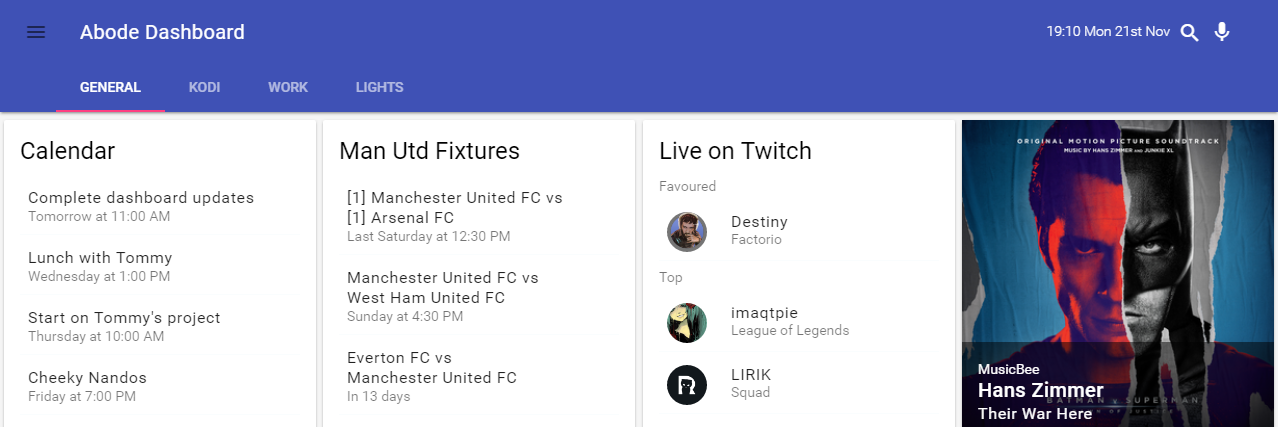 Abode Dashboard
19:10 Mon 21st Nov
GENERAL
KODI
WORK
LIGHTS
Calendar
Complete dashboard updates
Tomorrow at 11:00 AM
Lunch with Tommy
Wednesday at 1:00 PM
Start on Tommy's project
Thursday at 10:00 AM
Cheeky Nandos
Friday at 7:00 PM
Man Utd Fixtures
[1] Manchester United FC vs
[1] Arsenal FC
Last Saturday at 12:30 PM
Manchester United FC vs
West Ham United FC
Sunday at 4:30 PM
Everton FC vs
Manchester United FC
In 13 days
Live on Twitch
Favoured
Destiny
Factorio
Top
imaqtpie
League of Legends
LIRIK
Squad
ORIGINAL MOTION PICTURE SOUNDTRACK
MUSIC BY HANS ZIMMER AND JUNKIE XL
MusicBee
Hans Zimmer
BATMAN v SUPERMAN
Their War Here
OF JUSTICE